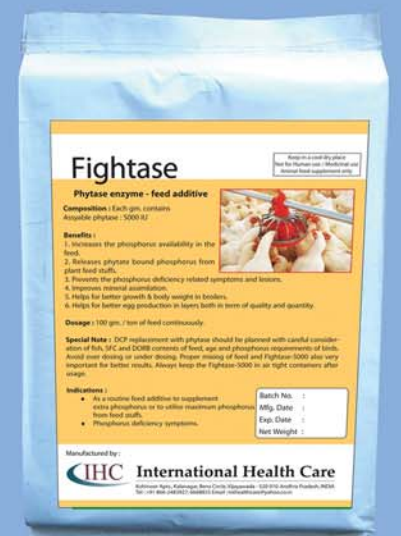 Fightase
Keep in a cool dry place
Not for Human use / Medicinal use
Animal feed supplement only
Phytase enzyme - feed additive
Composition : Each gm. contains
Assyable phytase : 5000 IU
Benefits :
1. Increases the phosphorus availability in the
feed.
2. Releases phytate bound phosphorus from
plant feed stuffs.
3. Prevents the phosphorus deficiency related symptoms and lesions.
4. Improves mineral assimilation.
5. Helps for better growth & body weight in broilers.
6. Helps for better egg production in layers both in term of quality and quantity.
Dosage : 100 gm. / ton of feed continuously.
Special Note : DCP replacement with phytase should be planned with careful consider-
ation of fish, SFC and DORB contents of feed, age and phosphorus requirements of birds.
Avoid over dosing or under dosing. Proper mixing of feed and Fightase-5000 also very
important for better results. Always keep the Fightase-5000 in air tight containers after
usage.
Indications :
• As a routine feed additive to supplement
extra phosphorus or to utilise maximum phosphorus
from feed stuffs.
• Phosphorus deficiency symptoms.
Batch No. :
Mfg. Date :
Exp. Date :
Net Weight :
Manufactured by :
IHC International Health Care
Vijayawada - 520 010 Andhra Pradesh, INDIA